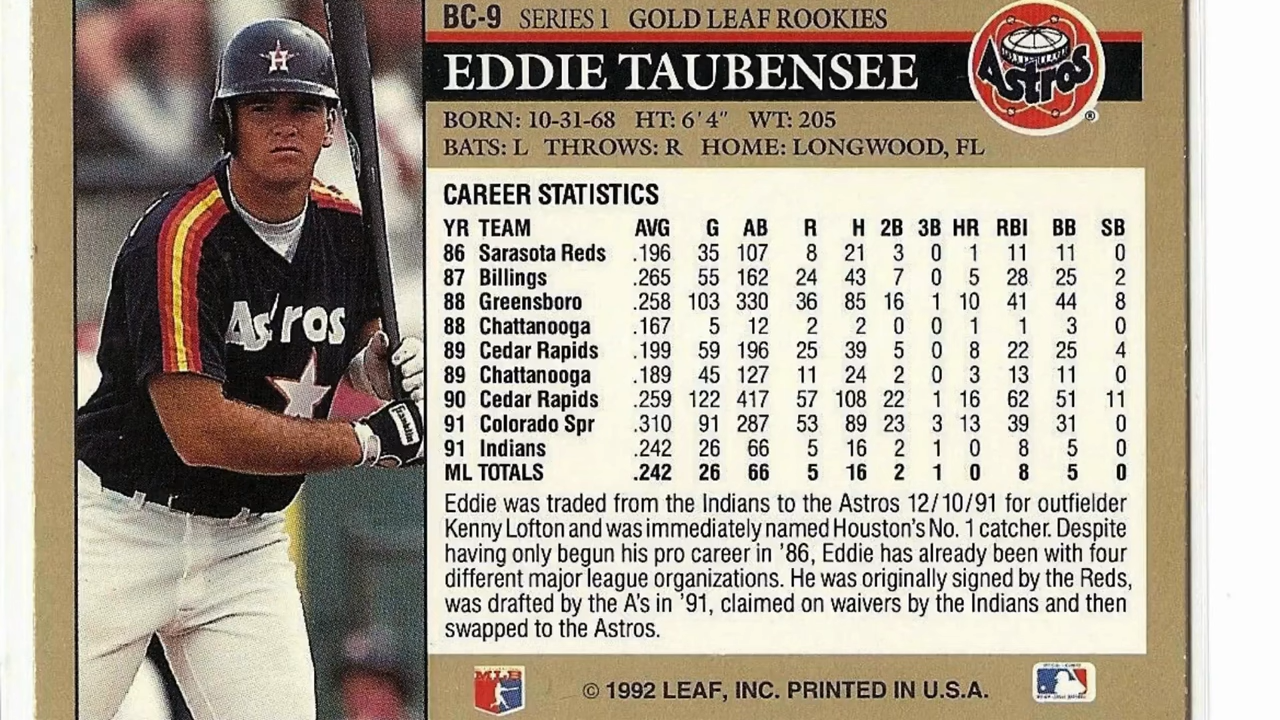 BC-9 SERIES 1 GOLD LEAF ROOKIES
EDDIE TAUBENSEE
Astros
®
BORN: 10-31-68 HT: 6'4" WT: 205
BATS: L THROWS: R HOME: LONGWOOD, FL
H
Astros
Franklin
CAREER STATISTICS
YR TEAM AVG G AB R H 2B 3B HR RBI BB SB
86 Sarasota Reds .196 35 107 8 21 3 0 1 11 11 0
87 Billings .265 55 162 24 43 7 0 5 28 25 2
88 Greensboro .258 103 330 36 85 16 1 10 41 44 8
88 Chattanooga .167 5 12 2 2 0 0 1 1 3 0
89 Cedar Rapids .199 59 196 25 39 5 0 8 22 25 4
89 Chattanooga .189 45 127 11 24 2 0 3 13 11 0
90 Cedar Rapids .259 122 417 57 108 22 1 16 62 51 11
91 Colorado Spr .310 91 287 53 89 23 3 13 39 31 0
91 Indians .242 26 66 5 16 2 1 0 8 5 0
ML TOTALS .242 26 66 5 16 2 1 0 8 5 0
Eddie was traded from the Indians to the Astros 12/10/91 for outfielder
Kenny Lofton and was immediately named Houston's No. 1 catcher. Despite
having only begun his pro career in '86, Eddie has already been with four
different major league organizations. He was originally signed by the Reds,
was drafted by the A's in '91, claimed on waivers by the Indians and then
swapped to the Astros.
MLB
© 1992 LEAF, INC. PRINTED IN U.S.A.